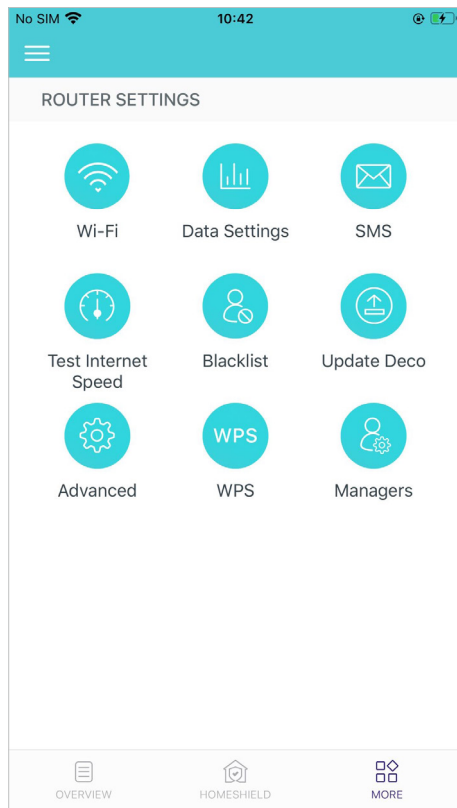 No SIM 10:42
ROUTER SETTINGS
Wi-Fi Data Settings SMS
Test Internet Speed Blacklist Update Deco
WPS
Advanced WPS Managers
OVERVIEW HOMESHIELD MORE